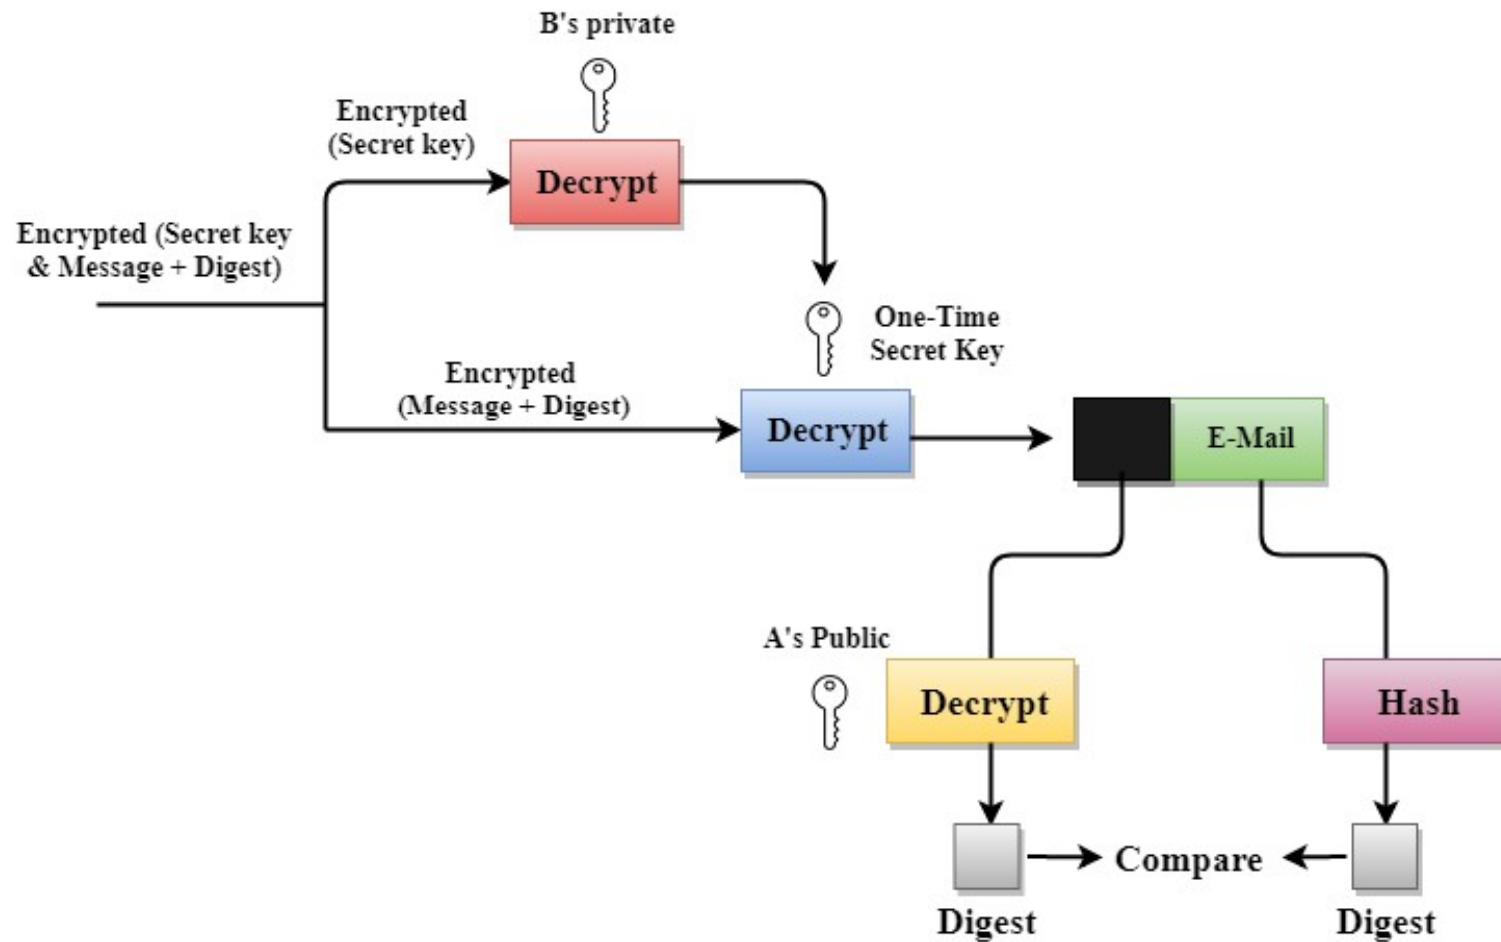 B's private
Encrypted
(Secret key)
Decrypt
Encrypted (Secret key
& Message + Digest)
One-Time
Secret Key
Encrypted
(Message + Digest)
Decrypt
E-Mail
A's Public
Decrypt
Hash
Compare
Digest
Digest